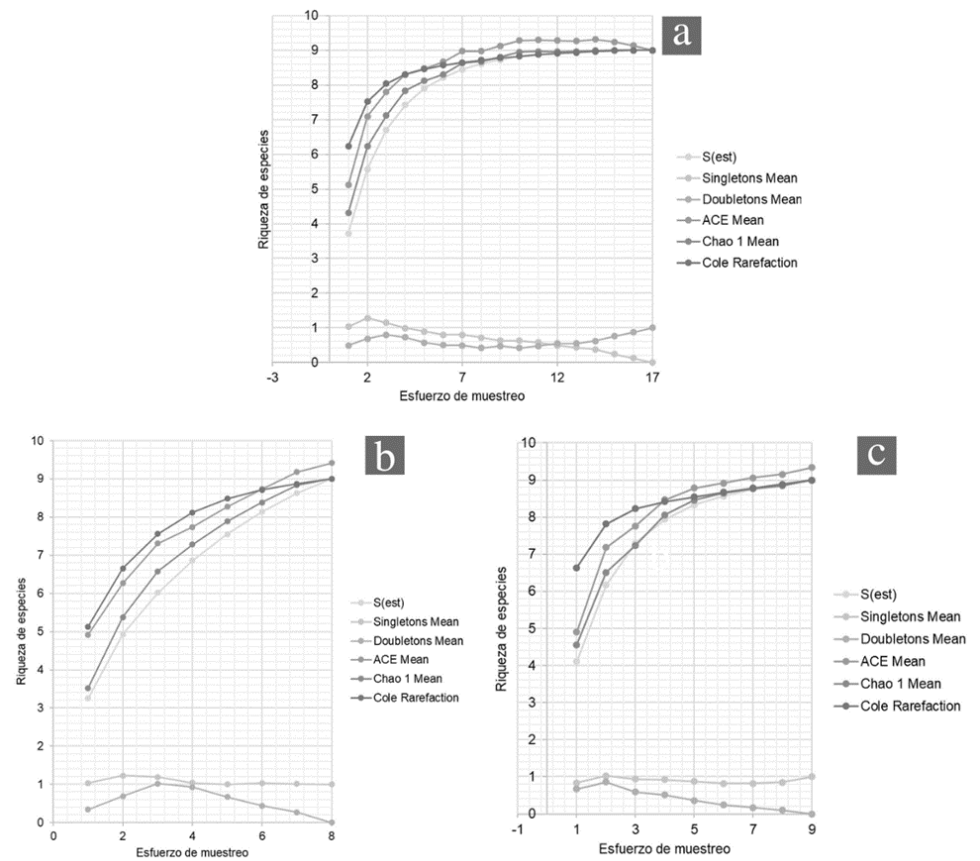 a
10
9
8
7
6
5
4
3
2
1
0
Riqueza de especies
-3 2 7 12 17
Esfuerzo de muestreo
S(est)
Singletons Mean
Doubletons Mean
ACE Mean
Chao 1 Mean
Cole Rarefaction
b
10
9
8
7
6
5
4
3
2
1
0
Riqueza de especies
0 2 4 6 8
Esfuerzo de muestreo
S(est)
Singletons Mean
Doubletons Mean
ACE Mean
Chao 1 Mean
Cole Rarefaction
c
10
9
8
7
6
5
4
3
2
1
0
Riqueza de especies
-1 1 3 5 7 9
Esfuerzo de muestreo
S(est)
Singletons Mean
Doubletons Mean
ACE Mean
Chao 1 Mean
Cole Rarefaction